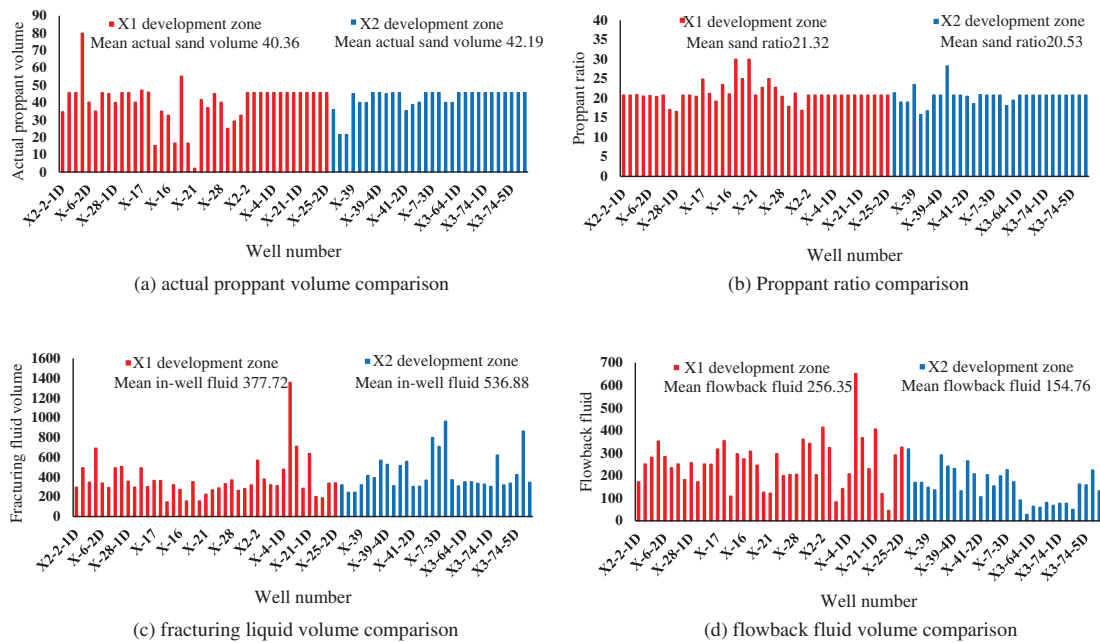 X1 development zone
Mean actual sand volume 40.36
X2 development zone
Mean actual sand volume 42.19
Actual proppant volume
90
80
70
60
50
40
30
20
10
0
X2-2-1D
X-6-2D
X-28-1D
X-17
X-16
X-21
X-28
X2-2
X-4-1D
X-21-1D
X-25-2D
X-39
X-39-4D
X-41-2D
X-7-3D
X3-64-1D
X3-74-1D
X3-74-5D
Well number
(a) actual proppant volume comparison
X1 development zone
Mean sand ratio21.32
X2 development zone
Mean sand ratio20.53
Proppant ratio
40
35
30
25
20
15
10
5
0
X2-2-1D
X-6-2D
X-28-1D
X-17
X-16
X-21
X-28
X2-2
X-4-1D
X-21-1D
X-25-2D
X-39
X-39-4D
X-41-2D
X-7-3D
X3-64-1D
X3-74-1D
X3-74-5D
Well number
(b) Proppant ratio comparison
X1 development zone
Mean in-well fluid 377.72
X2 development zone
Mean in-well fluid 536.88
Fracturing fluid volume
1600
1400
1200
1000
800
600
400
200
0
X2-2-1D
X-6-2D
X-28-1D
X-17
X-16
X-21
X-28
X2-2
X-4-1D
X-21-1D
X-25-2D
X-39
X-39-4D
X-41-2D
X-7-3D
X3-64-1D
X3-74-1D
X3-74-5D
Well number
(c) fracturing liquid volume comparison
X1 development zone
Mean flowback fluid 256.35
X2 development zone
Mean flowback fluid 154.76
Flowback fluid
700
600
500
400
300
200
100
0
X2-2-1D
X-6-2D
X-28-1D
X-17
X-16
X-21
X-28
X2-2
X-4-1D
X-21-1D
X-25-2D
X-39
X-39-4D
X-41-2D
X-7-3D
X3-64-1D
X3-74-1D
X3-74-5D
Well number
(d) flowback fluid volume comparison